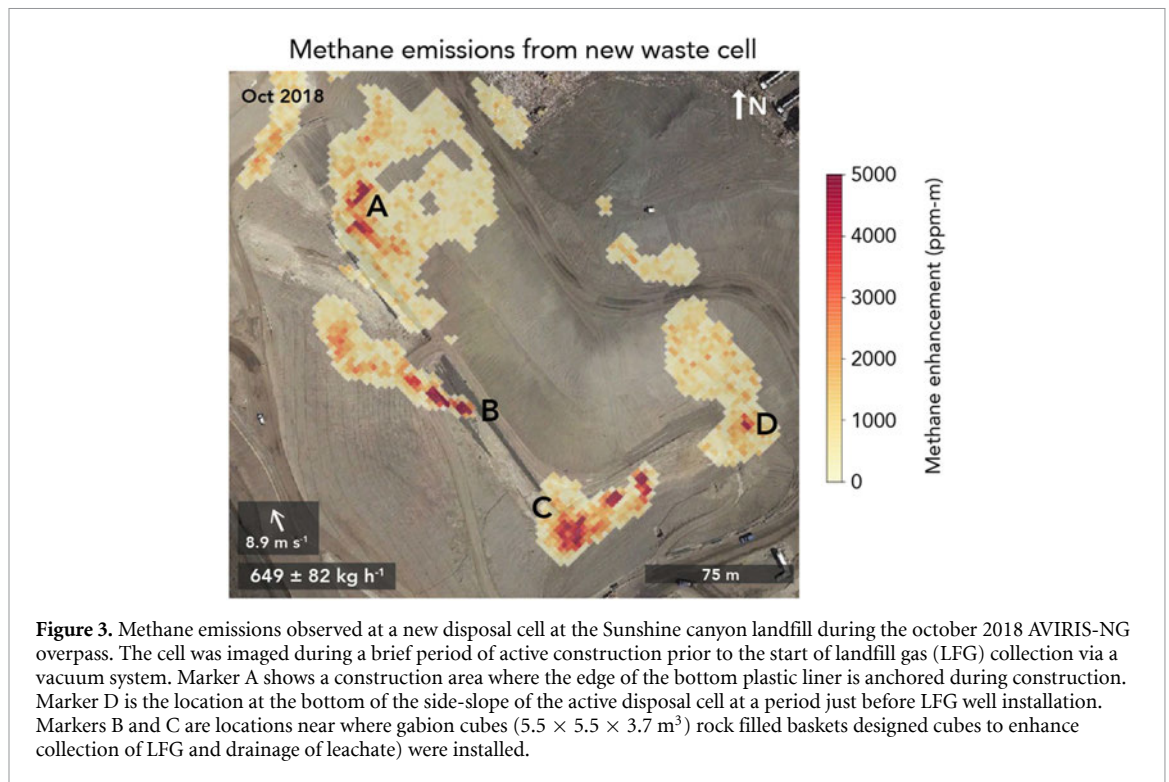 Methane emissions from new waste cell
Oct 2018
↑N
A
B
C
D
8.9 m s⁻¹
649 ± 82 kg h⁻¹
75 m
5000
4000
3000
2000
1000
0
Methane enhancement (ppm-m)
Figure 3. Methane emissions observed at a new disposal cell at the Sunshine canyon landfill during the october 2018 AVIRIS-NG
overpass. The cell was imaged during a brief period of active construction prior to the start of landfill gas (LFG) collection via a
vacuum system. Marker A shows a construction area where the edge of the bottom plastic liner is anchored during construction.
Marker D is the location at the bottom of the side-slope of the active disposal cell at a period just before LFG well installation.
Markers B and C are locations near where gabion cubes (5.5 × 5.5 × 3.7 m³) rock filled baskets designed cubes to enhance
collection of LFG and drainage of leachate) were installed.